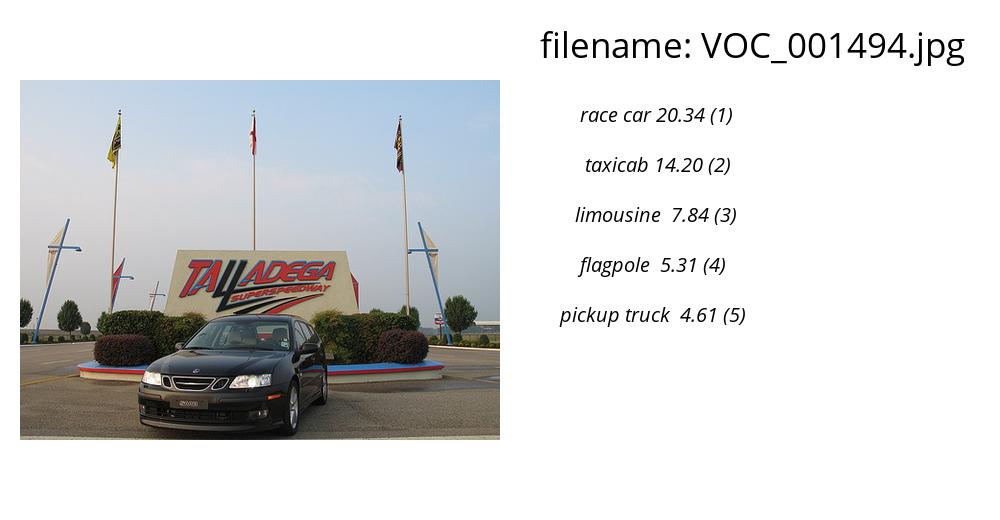 filename: VOC_001494.jpg
race car 20.34 (1)
taxicab 14.20 (2)
limousine 7.84 (3)
flagpole 5.31 (4)
pickup truck 4.61 (5)
TALLADEGA
SUPERSPEEDWAY
SAAB